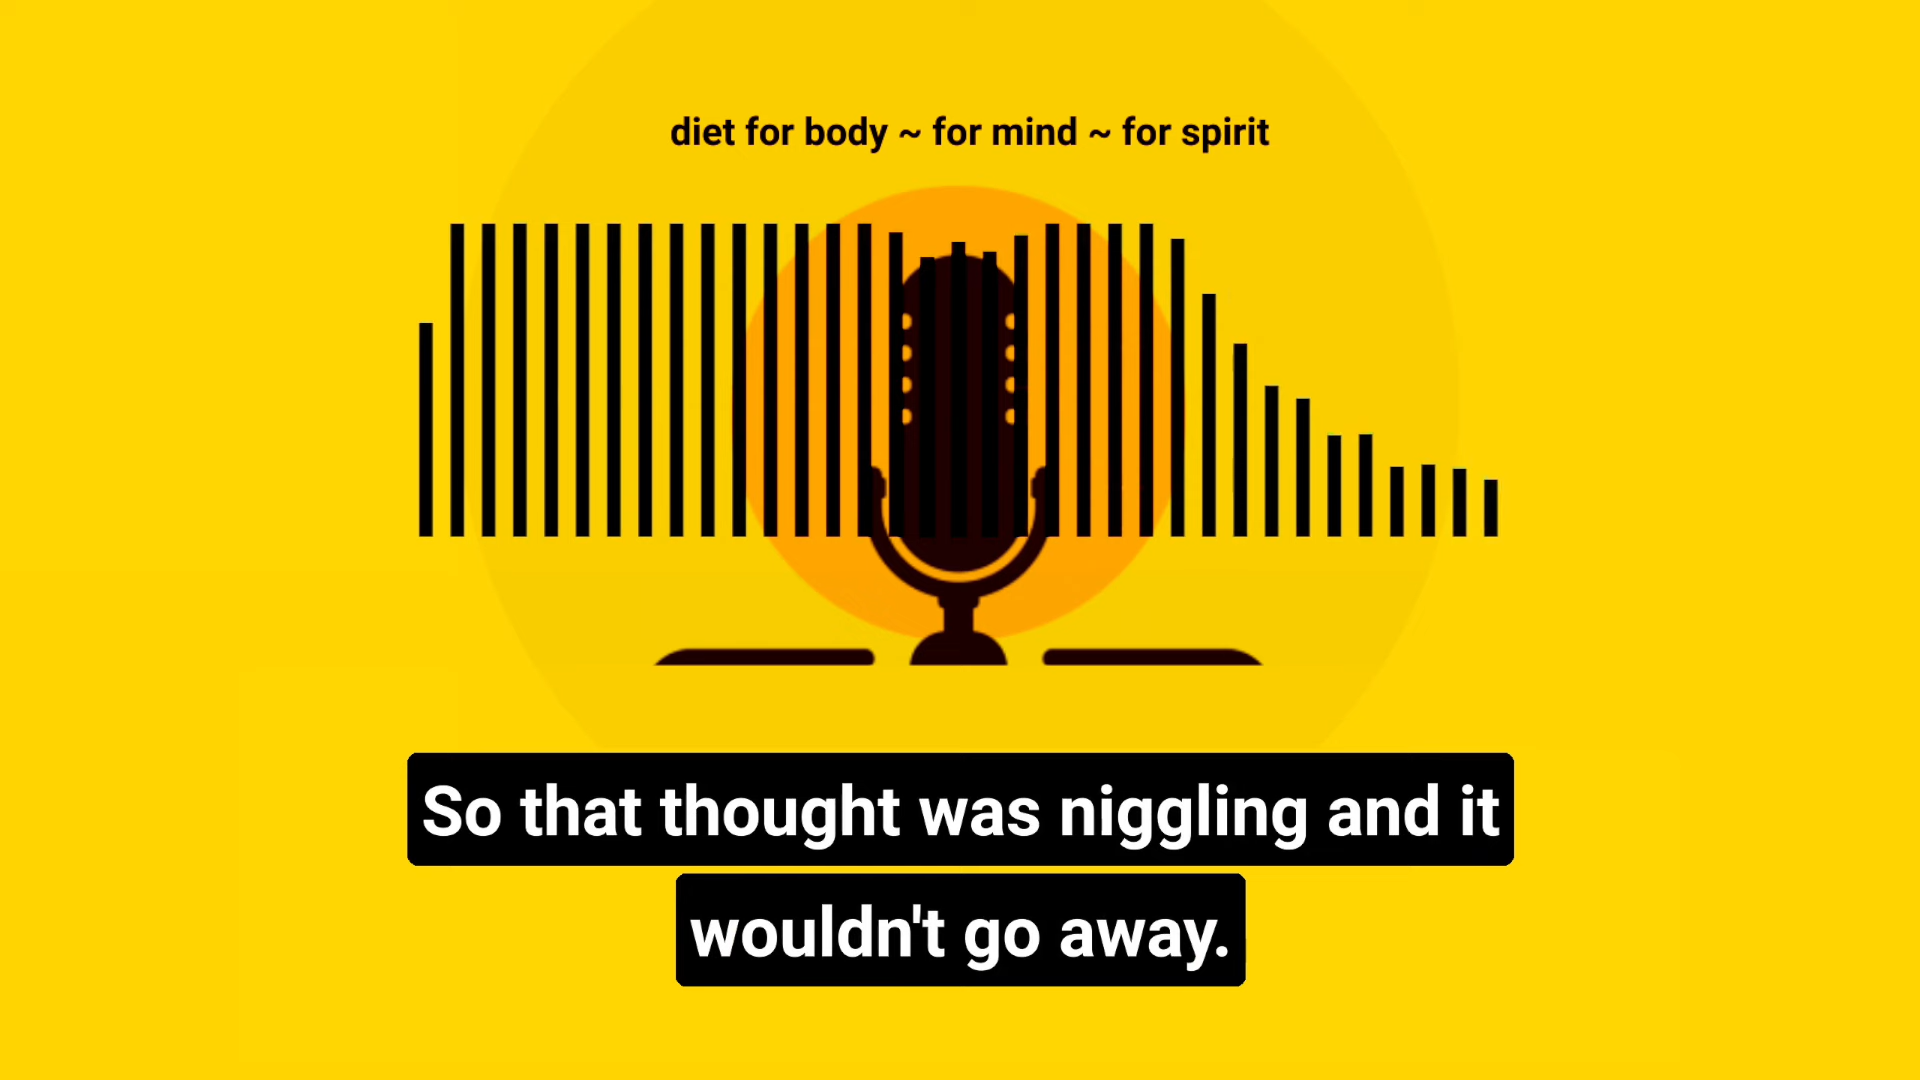 diet for body ~ for mind ~ for spirit
So that thought was niggling and it
wouldn't go away.